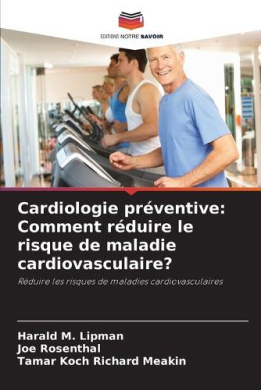 EDITIONS NOTRE SAVOIR
Cardiologie préventive:
Comment réduire le
risque de maladie
cardiovasculaire?
Réduire les risques de maladies cardiovasculaires
Harald M. Lipman
Joe Rosenthal
Tamar Koch Richard Meakin